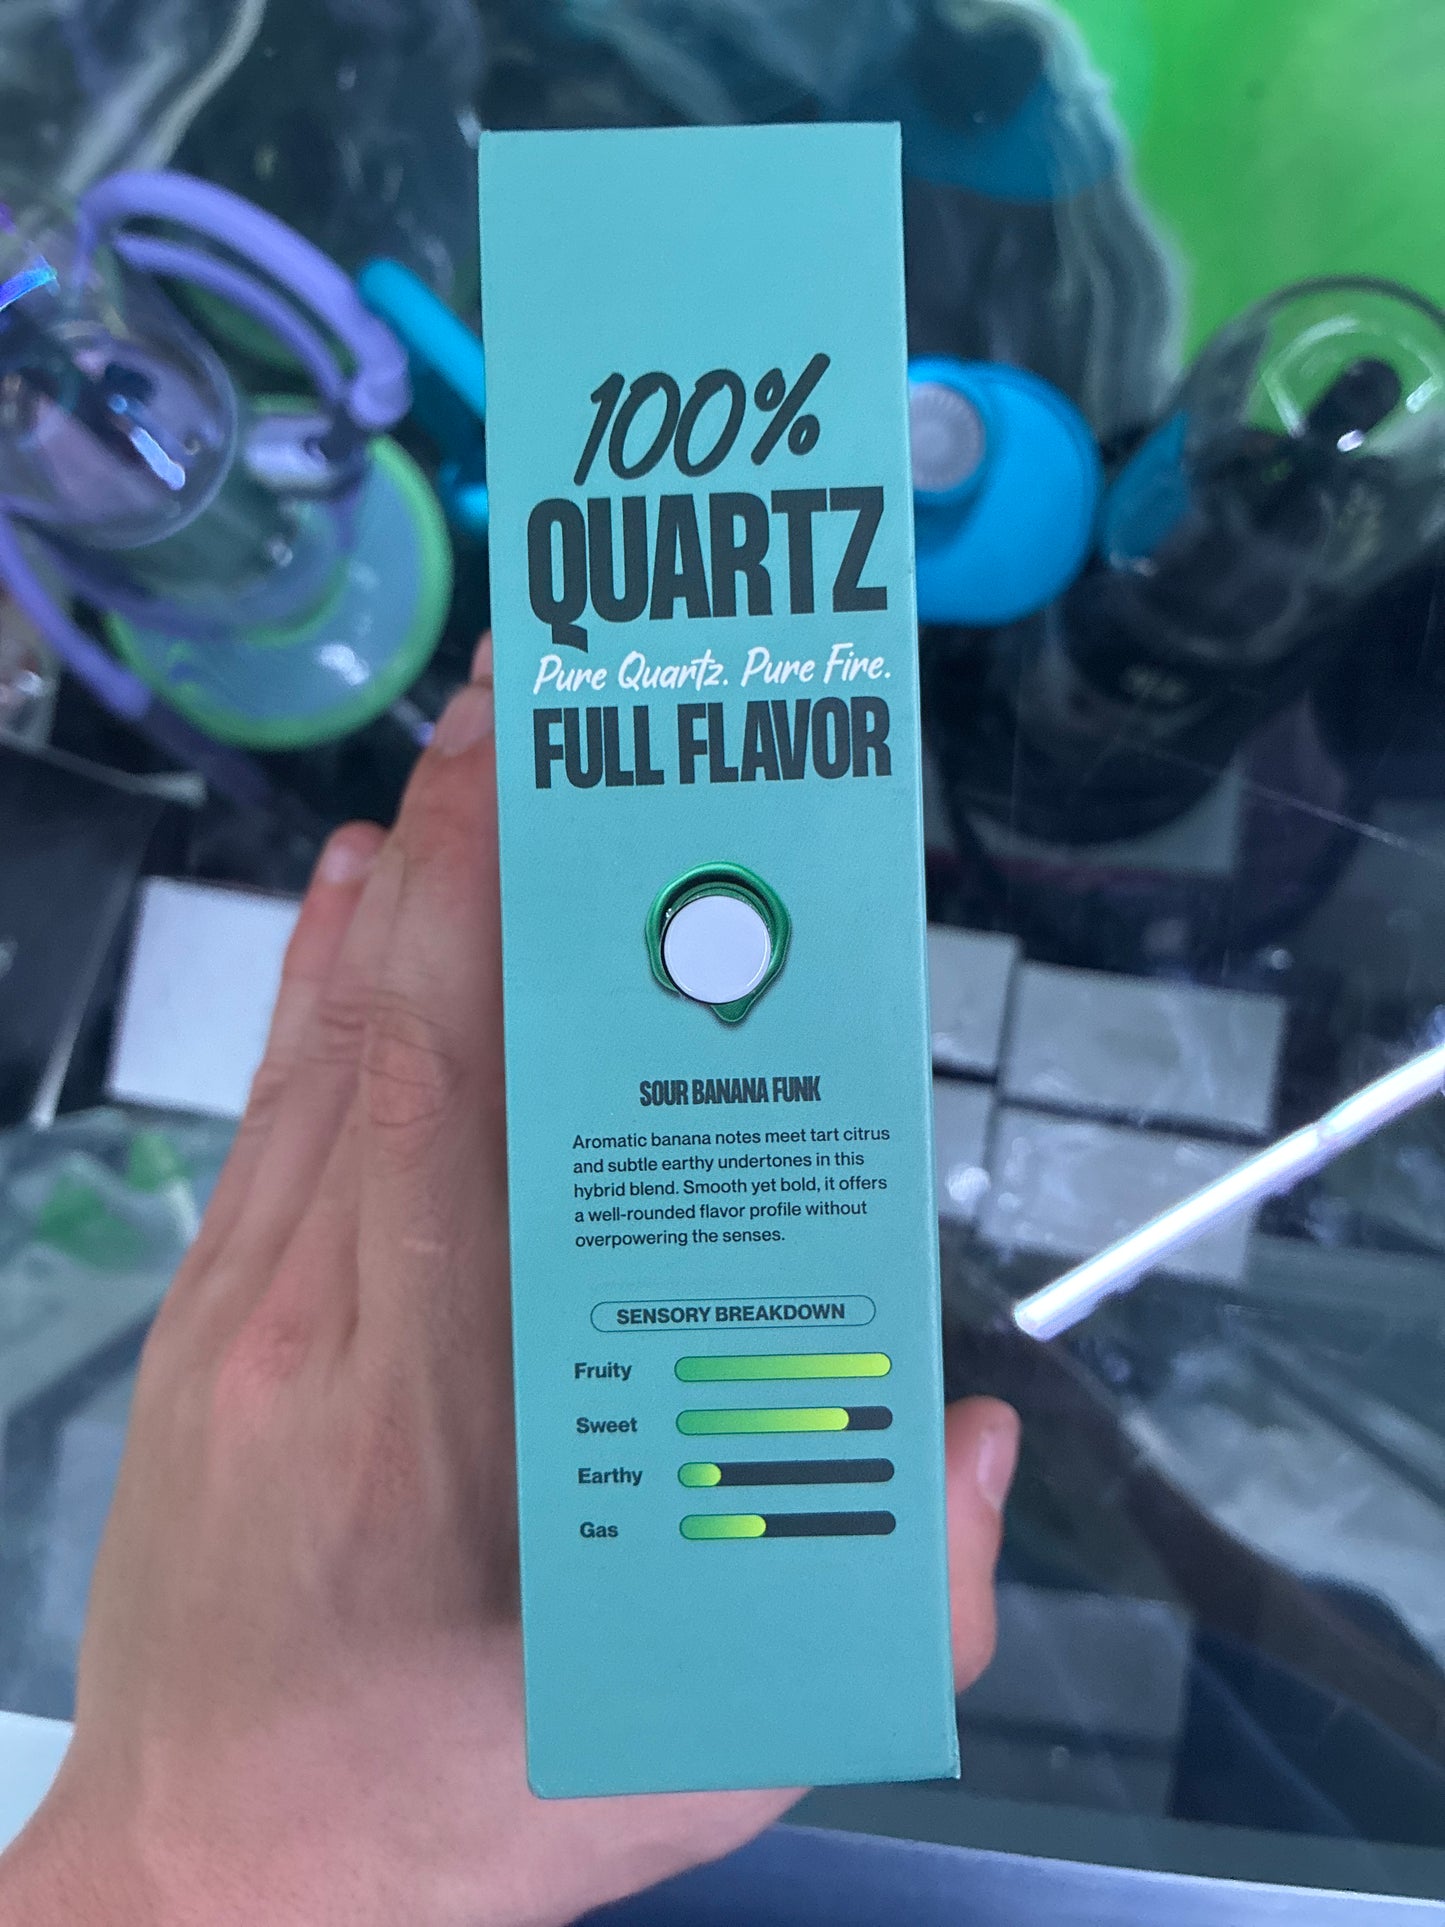 100%
QUARTZ
Pure Quartz. Pure Fire.
FULL FLAVOR
SOUR BANANA FUNK
Aromatic banana notes meet tart citrus
and subtle earthy undertones in this
hybrid blend. Smooth yet bold, it offers
a well-rounded flavor profile without
overpowering the senses.
SENSORY BREAKDOWN
Fruity
Sweet
Earthy
Gas